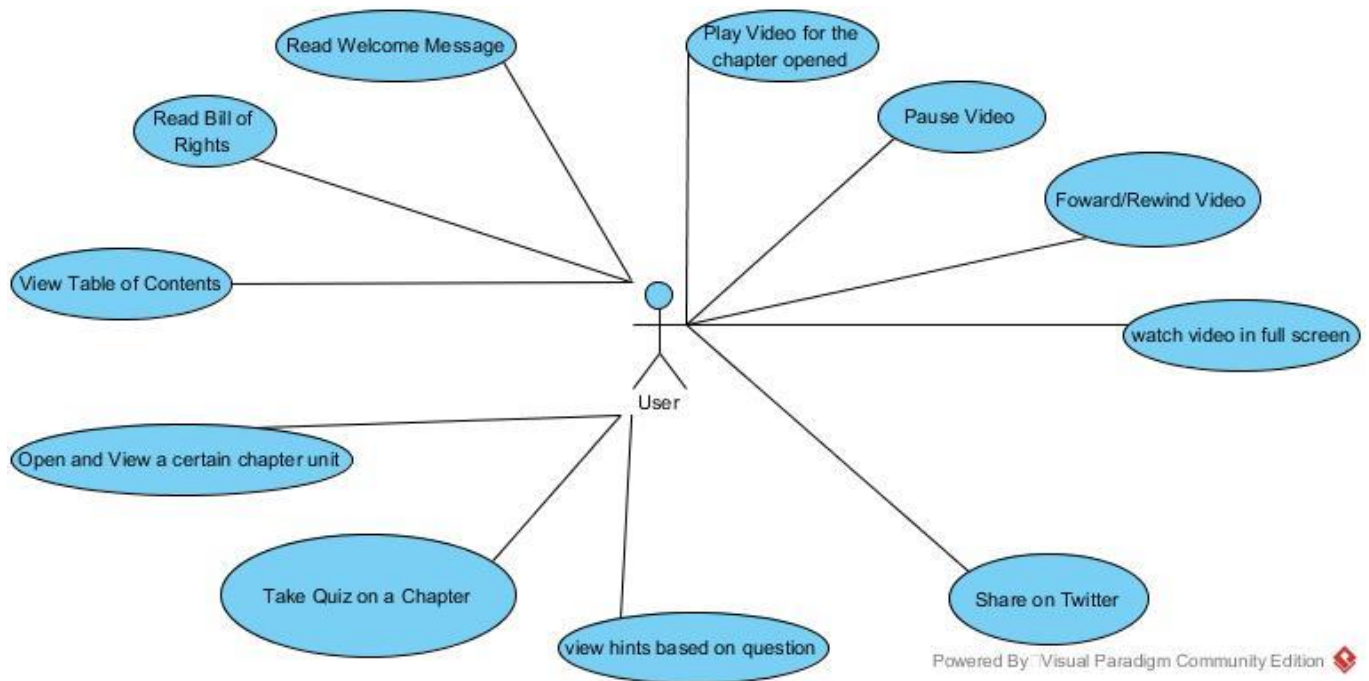 Read Welcome Message
Play Video for the
chapter opened
Read Bill of
Rights
Pause Video
Foward/Rewind Video
View Table of Contents
watch video in full screen
User
Open and View a certain chapter unit
Take Quiz on a Chapter
Share on Twitter
view hints based on question
Powered By Visual Paradigm Community Edition